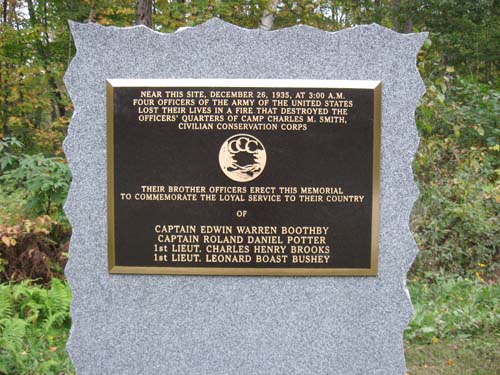 NEAR THIS SITE, DECEMBER 26, 1935, AT 3:00 A.M.
FOUR OFFICERS OF THE ARMY OF THE UNITED STATES
LOST THEIR LIVES IN A FIRE THAT DESTROYED THE
OFFICERS' QUARTERS OF CAMP CHARLES M. SMITH,
CIVILIAN CONSERVATION CORPS
CCC
THEIR BROTHER OFFICERS ERECT THIS MEMORIAL
TO COMMEMORATE THE LOYAL SERVICE TO THEIR COUNTRY
OF
CAPTAIN EDWIN WARREN BOOTHBY
CAPTAIN ROLAND DANIEL POTTER
1st LIEUT. CHARLES HENRY BROOKS
1st LIEUT. LEONARD BOAST BUSHEY